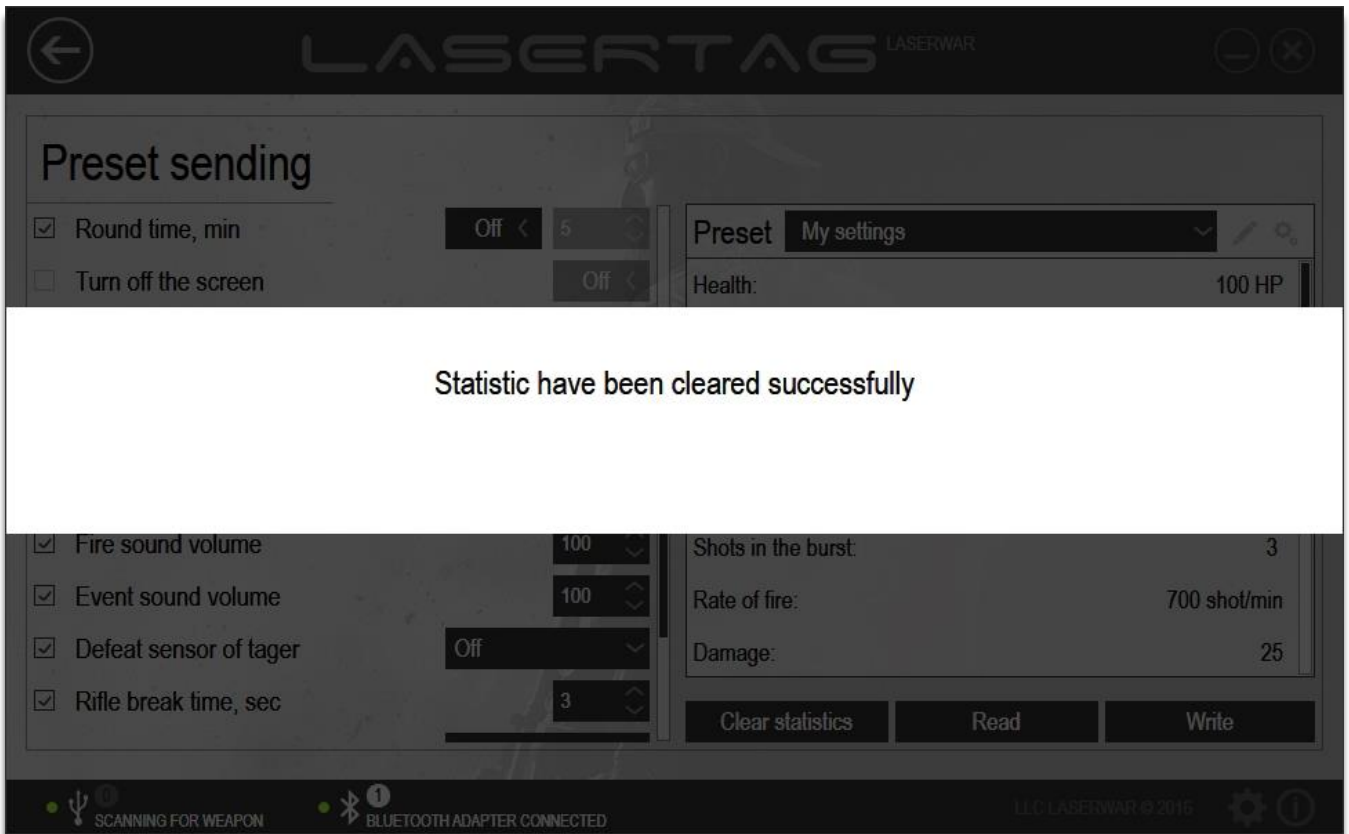 LASERTAG LASERWAR
Preset sending
Round time, min Off 5
Turn off the screen Off
Preset My settings
Health: 100 HP
Statistic have been cleared successfully
Fire sound volume 100
Event sound volume 100
Defeat sensor of tager Off
Rifle break time, sec 3
Shots in the burst: 3
Rate of fire: 700 shot/min
Damage: 25
Clear statistics Read Write
0
SCANNING FOR WEAPON
1
BLUETOOTH ADAPTER CONNECTED
LLC LASERWAR © 2016